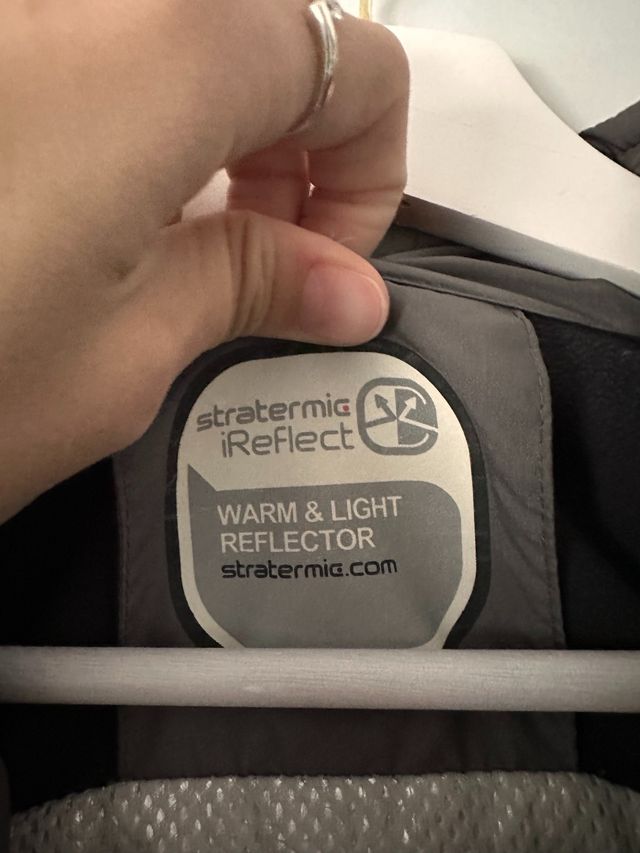 stratermic
iReflect
WARM & LIGHT
REFLECTOR
stratermic.com